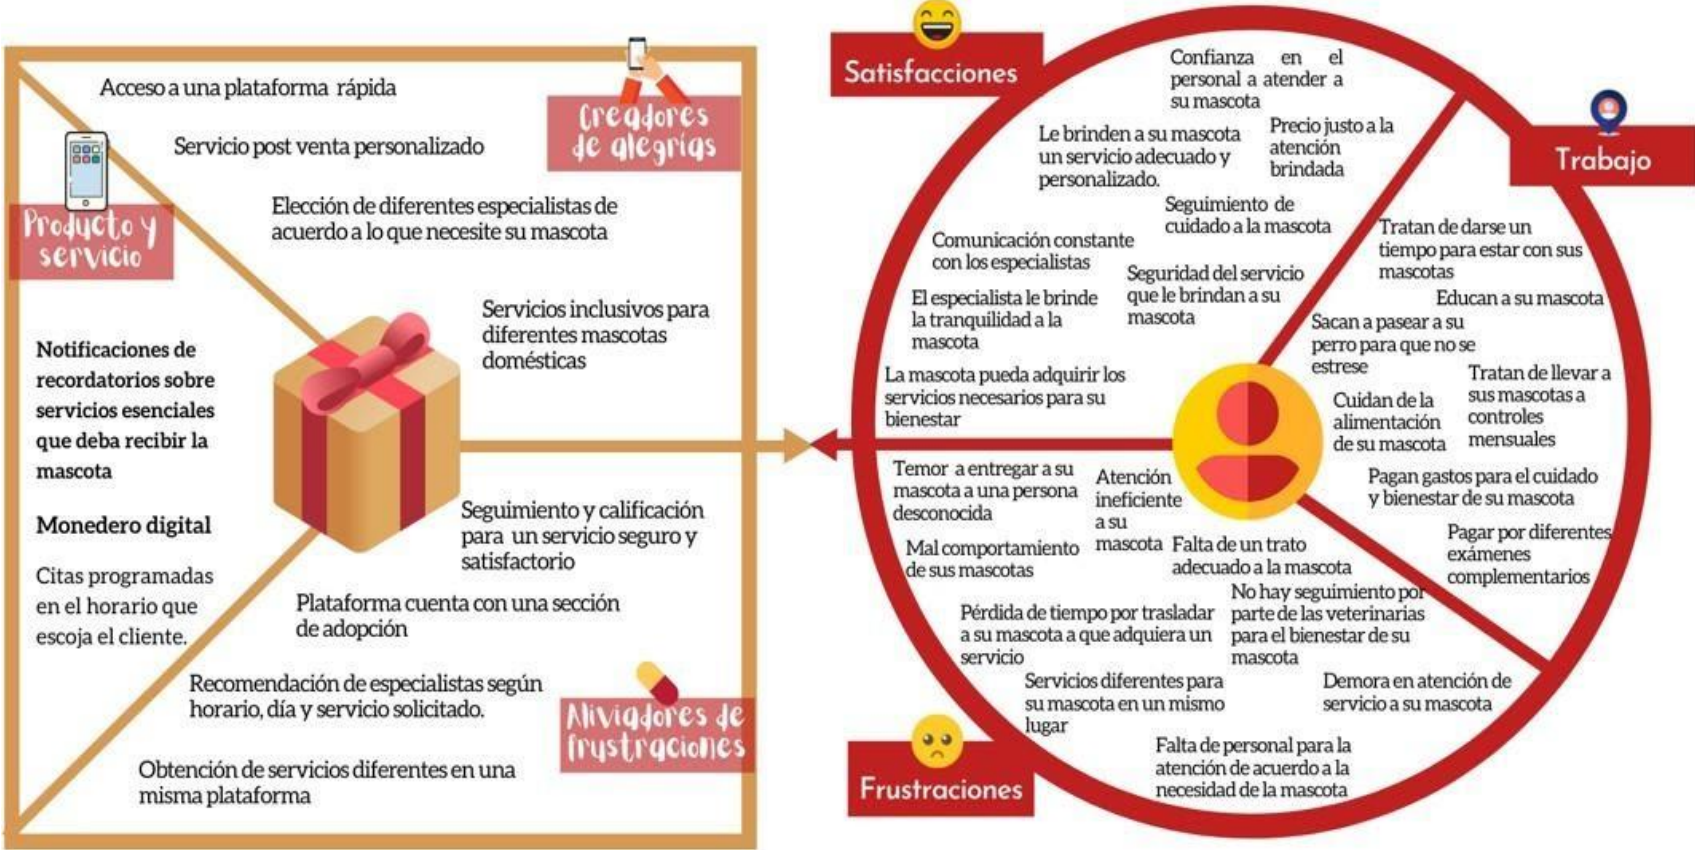 Acceso a una plataforma rápida
Creadores
de alegrías
Servicio post venta personalizado
Elección de diferentes especialistas de
acuerdo a lo que necesite su mascota
Producto y
servicio
Servicios inclusivos para
diferentes mascotas
domésticas
Notificaciones de
recordatorios sobre
servicios esenciales
que deba recibir la
mascota
Monedero digital
Citas programadas
en el horario que
escoja el cliente.
Seguimiento y calificación
para un servicio seguro y
satisfactorio
Plataforma cuenta con una sección
de adopción
Recomendación de especialistas según
horario, día y servicio solicitado.
Aliviadores de
frustraciones
Obtención de servicios diferentes en una
misma plataforma
Satisfacciones
Confianza en el
personal a atender a
su mascota
Le brinden a su mascota
un servicio adecuado y
personalizado.
Precio justo a la
atención
brindada
Seguimiento de
cuidado a la mascota
Comunicación constante
con los especialistas
Seguridad del servicio
que le brindan a su
mascota
El especialista le brinde
la tranquilidad a la
mascota
La mascota pueda adquirir los
servicios necesarios para su
bienestar
Trabajo
Tratan de darse un
tiempo para estar con sus
mascotas
Educan a su mascota
Sacan a pasear a su
perro para que no se
estrese
Tratan de llevar a
sus mascotas a
controles
mensuales
Cuidan de la
alimentación
de su mascota
Pagan gastos para el cuidado
y bienestar de su mascota
Pagar por diferentes
exámenes
complementarios
Temor a entregar a su
mascota a una persona
desconocida
Atención
ineficiente
a su
mascota
Mal comportamiento
de sus mascotas
Falta de un trato
adecuado a la mascota
No hay seguimiento por
parte de las veterinarias
para el bienestar de su
mascota
Pérdida de tiempo por trasladar
a su mascota a que adquiera un
servicio
Servicios diferentes para
su mascota en un mismo
lugar
Demora en atención de
servicio a su mascota
Falta de personal para la
atención de acuerdo a la
necesidad de la mascota
Frustraciones